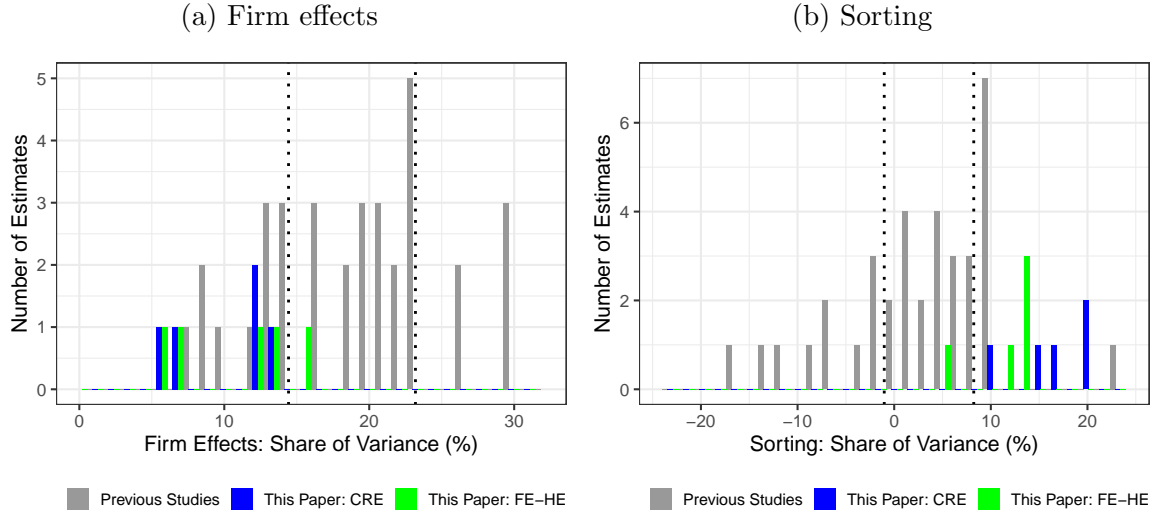 (a) Firm effects
Number of Estimates
5
4
3
2
1
0
0 10 20 30
Firm Effects: Share of Variance (%)
Previous Studies This Paper: CRE This Paper: FE−HE
(b) Sorting
Number of Estimates
6
4
2
0
−20 −10 0 10 20
Sorting: Share of Variance (%)
Previous Studies This Paper: CRE This Paper: FE−HE